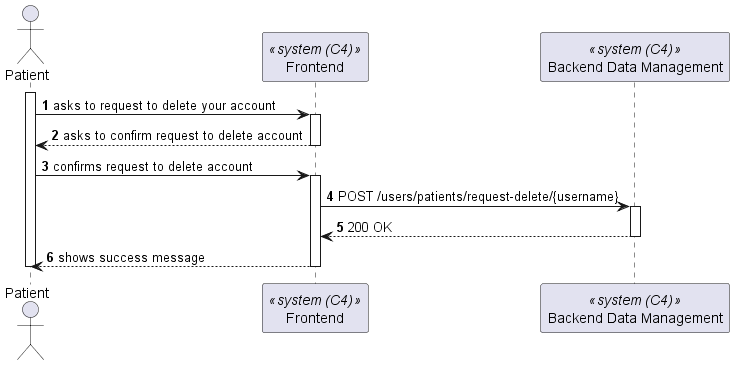 Patient
«system (C4)»
Frontend
«system (C4)»
Backend Data Management
1 asks to request to delete your account
2 asks to confirm request to delete account
3 confirms request to delete account
4 POST /users/patients/request-delete/{username}
5 200 OK
6 shows success message
Patient
«system (C4)»
Frontend
«system (C4)»
Backend Data Management